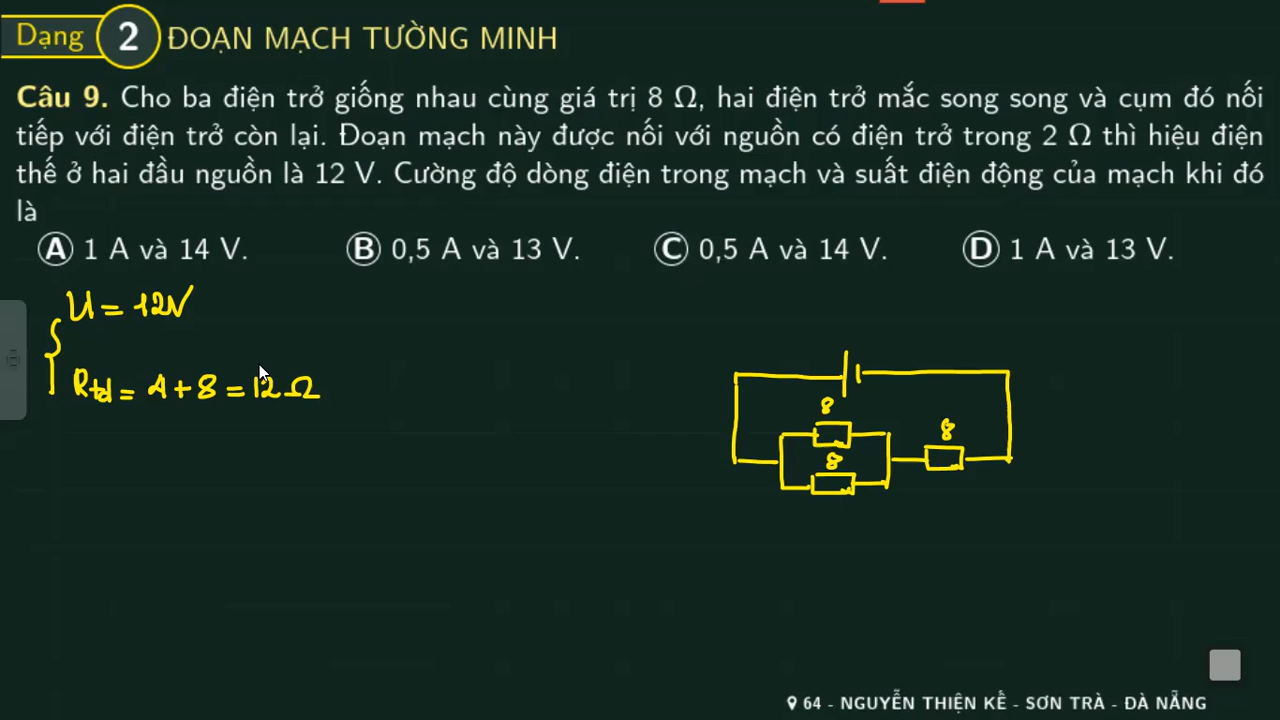 Dạng 2 ĐOẠN MẠCH TƯỜNG MINH
Câu 9. Cho ba điện trở giống nhau cùng giá trị 8 Ω, hai điện trở mắc song song và cụm đó nối
tiếp với điện trở còn lại. Đoạn mạch này được nối với nguồn có điện trở trong 2 Ω thì hiệu điện
thế ở hai đầu nguồn là 12 V. Cường độ dòng điện trong mạch và suất điện động của mạch khi đó
là
A 1 A và 14 V. B 0,5 A và 13 V. C 0,5 A và 14 V. D 1 A và 13 V.
U = 12V
Rtđ = 4 + 8 = 12 Ω
8
8
8
64 - NGUYỄN THIỆN KẾ - SƠN TRÀ - ĐÀ NẴNG